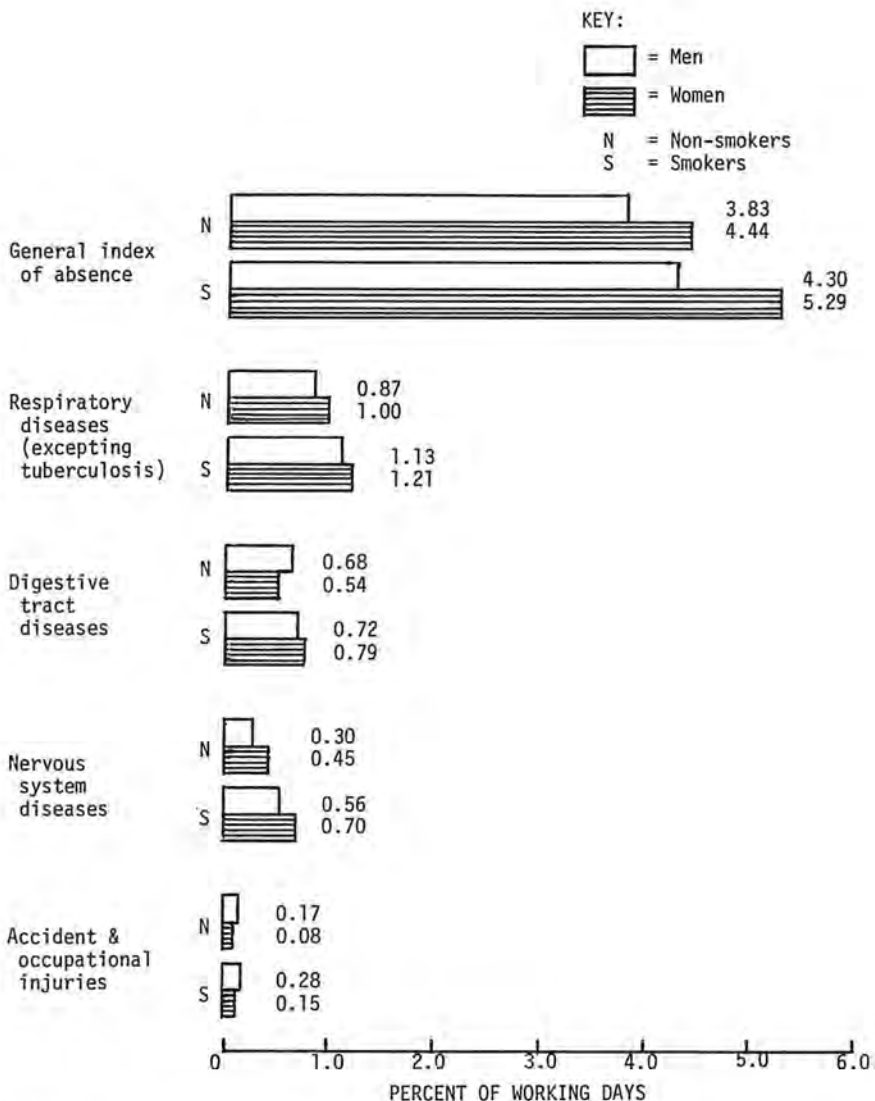 KEY:
= Men
= Women
N = Non-smokers
S = Smokers
General index
of absence
N
3.83
4.44
S
4.30
5.29
Respiratory
diseases
(excepting
tuberculosis)
N
0.87
1.00
S
1.13
1.21
Digestive
tract
diseases
N
0.68
0.54
S
0.72
0.79
Nervous
system
diseases
N
0.30
0.45
S
0.56
0.70
Accident &
occupational
injuries
N
0.17
0.08
S
0.28
0.15
0 1.0 2.0 3.0 4.0 5.0 6.0
PERCENT OF WORKING DAYS